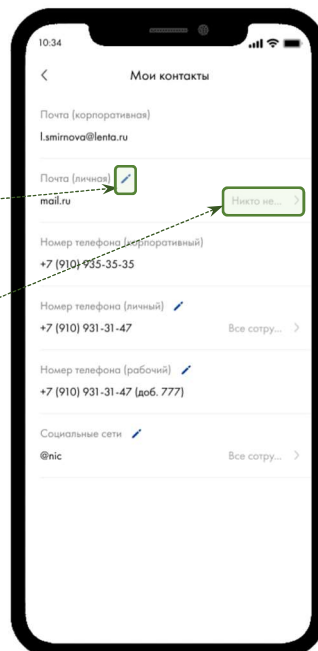 10:34
Мои контакты
Почта (корпоративная)
l.smirnova@lenta.ru
Почта (личная)
mail.ru
Никто не...
Номер телефона (корпоративный)
+7 (910) 935-35-35
Номер телефона (личный)
+7 (910) 931-31-47
Все сотру...
Номер телефона (рабочий)
+7 (910) 931-31-47 (доб. 777)
Социальные сети
@nic
Все сотру...